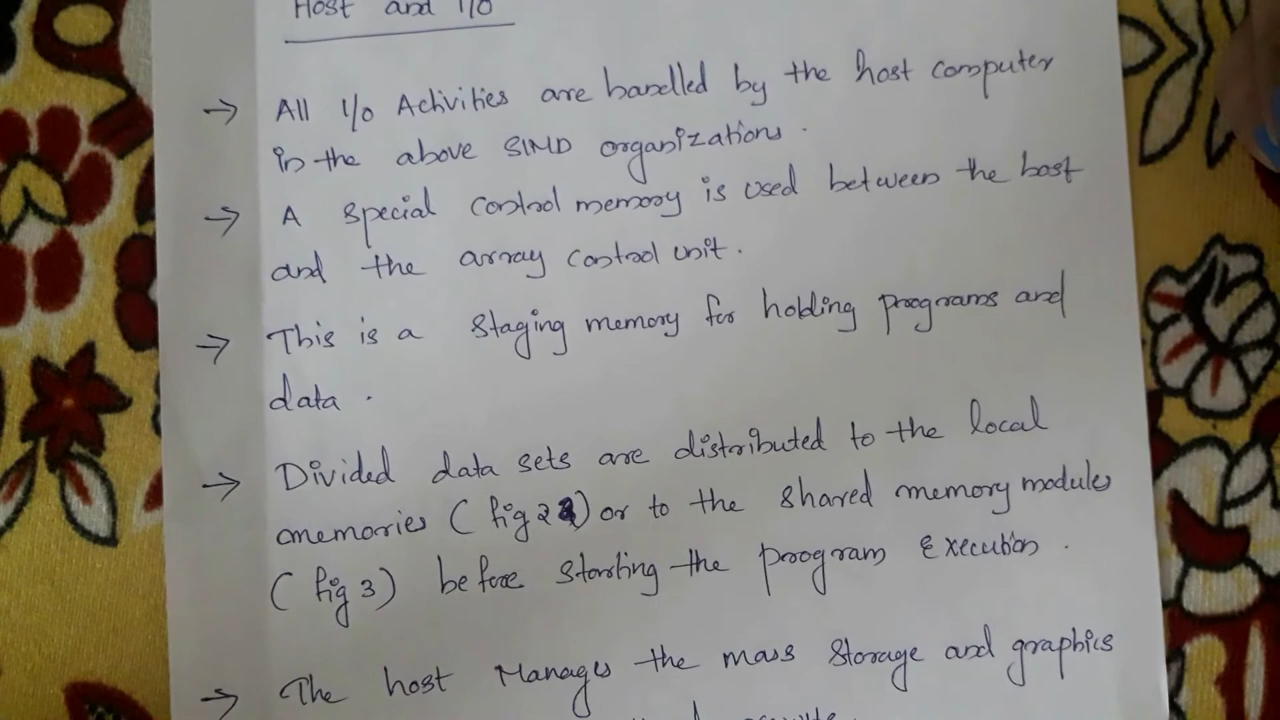 Host and I/O
→ All I/o Activities are handled by the host computer
in the above SIMD organizations.
→ A special control memory is used between the host
and the array control unit.
→ This is a staging memory for holding programs and
data.
→ Divided data sets are distributed to the local
memories (fig 2) or to the shared memory modules
(fig 3) before starting the program Execution.
→ The host Manages the mass storage and graphics